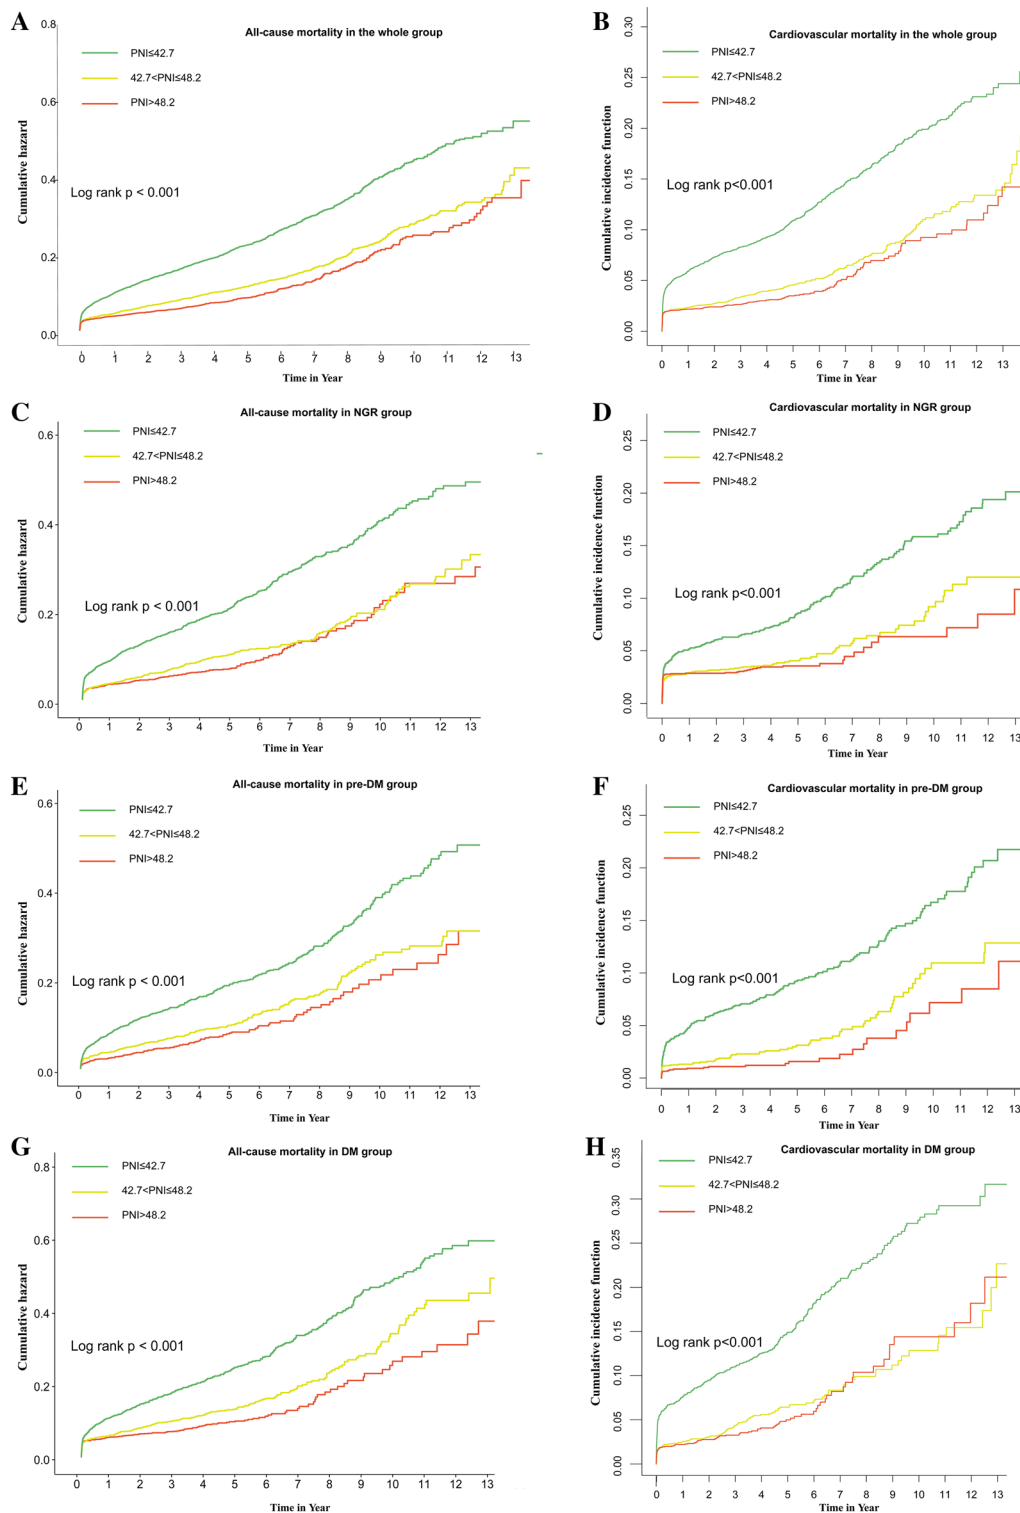 A
All-cause mortality in the whole group
PNI≤42.7
42.7<PNI≤48.2
PNI>48.2
Log rank p < 0.001
Cumulative hazard
0.8
0.6
0.4
0.2
0.0
0 1 2 3 4 5 6 7 8 9 10 11 12 13
Time in Year
B
Cardiovascular mortality in the whole group
PNI≤42.7
42.7<PNI≤48.2
PNI>48.2
Log rank p<0.001
Cumulative incidence function
0.30
0.25
0.20
0.15
0.10
0.05
0.00
0 1 2 3 4 5 6 7 8 9 10 11 12 13
Time in Year
C
All-cause mortality in NGR group
PNI≤42.7
42.7<PNI≤48.2
PNI>48.2
Log rank p < 0.001
Cumulative hazard
0.6
0.4
0.2
0.0
0 1 2 3 4 5 6 7 8 9 10 11 12 13
Time in Year
D
Cardiovascular mortality in NGR group
PNI≤42.7
42.7<PNI≤48.2
PNI>48.2
Log rank p<0.001
Cumulative incidence function
0.25
0.20
0.15
0.10
0.05
0.00
0 1 2 3 4 5 6 7 8 9 10 11 12 13
Time in Year
E
All-cause mortality in pre-DM group
PNI≤42.7
42.7<PNI≤48.2
PNI>48.2
Log rank p < 0.001
Cumulative hazard
0.6
0.4
0.2
0.0
0 1 2 3 4 5 6 7 8 9 10 11 12 13
Time in Year
F
Cardiovascular mortality in pre-DM group
PNI≤42.7
42.7<PNI≤48.2
PNI>48.2
Log rank p<0.001
Cumulative incidence function
0.25
0.20
0.15
0.10
0.05
0.00
0 1 2 3 4 5 6 7 8 9 10 11 12 13
Time in Year
G
All-cause mortality in DM group
PNI≤42.7
42.7<PNI≤48.2
PNI>48.2
Log rank p < 0.001
Cumulative hazard
0.8
0.6
0.4
0.2
0.0
0 1 2 3 4 5 6 7 8 9 10 11 12 13
Time in Year
H
Cardiovascular mortality in DM group
PNI≤42.7
42.7<PNI≤48.2
PNI>48.2
Log rank p<0.001
Cumulative incidence function
0.35
0.30
0.25
0.20
0.15
0.10
0.05
0.00
0 1 2 3 4 5 6 7 8 9 10 11 12 13
Time in Year